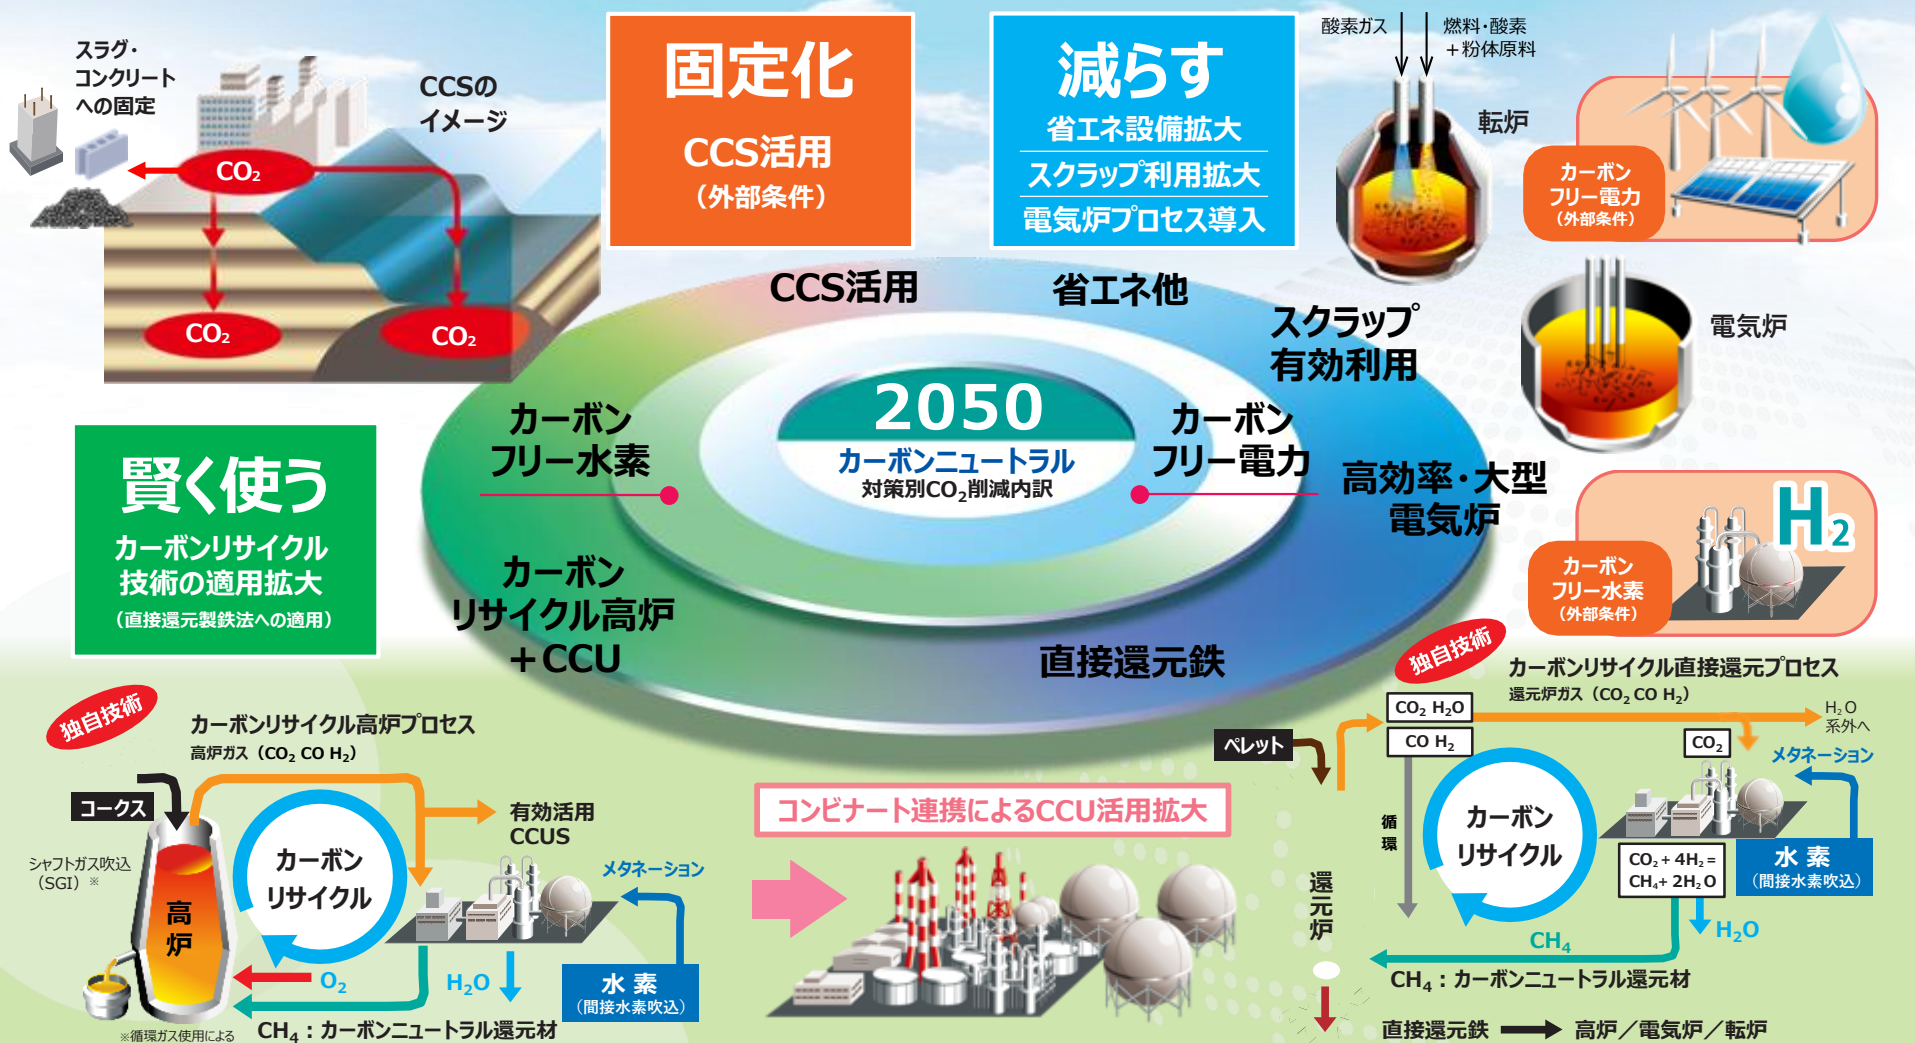 スラグ・
コンクリート
への固定
CCSの
イメージ
CO₂
CO₂
CO₂
固定化
CCS活用
（外部条件）
減らす
省エネ設備拡大
スクラップ利用拡大
電気炉プロセス導入
酸素ガス
燃料・酸素
＋粉体原料
転炉
カーボン
フリー電力
（外部条件）
電気炉
カーボン
フリー水素
（外部条件）
H₂
CCS活用
省エネ他
スクラップ
有効利用
カーボン
フリー水素
2050
カーボンニュートラル
対策別CO₂削減内訳
カーボン
フリー電力
高効率・大型
電気炉
カーボン
リサイクル高炉
＋CCU
直接還元鉄
賢く使う
カーボンリサイクル
技術の適用拡大
（直接還元製鉄法への適用）
独自技術
カーボンリサイクル高炉プロセス
高炉ガス（CO₂ CO H₂）
コークス
シャフトガス吹込
（SGI）※
高炉
カーボン
リサイクル
有効活用
CCUS
メタネーション
水 素
（間接水素吹込）
O₂
H₂O
CH₄：カーボンニュートラル還元材
※循環ガス使用による
コンビナート連携によるCCU活用拡大
独自技術
カーボンリサイクル直接還元プロセス
還元炉ガス（CO₂ CO H₂）
CO₂ H₂O
CO H₂
ペレット
CO₂
H₂O
系外へ
メタネーション
循環
カーボン
リサイクル
CO₂＋4H₂＝
CH₄＋2H₂O
水 素
（間接水素吹込）
還元炉
CH₄
H₂O
CH₄：カーボンニュートラル還元材
直接還元鉄
高炉／電気炉／転炉